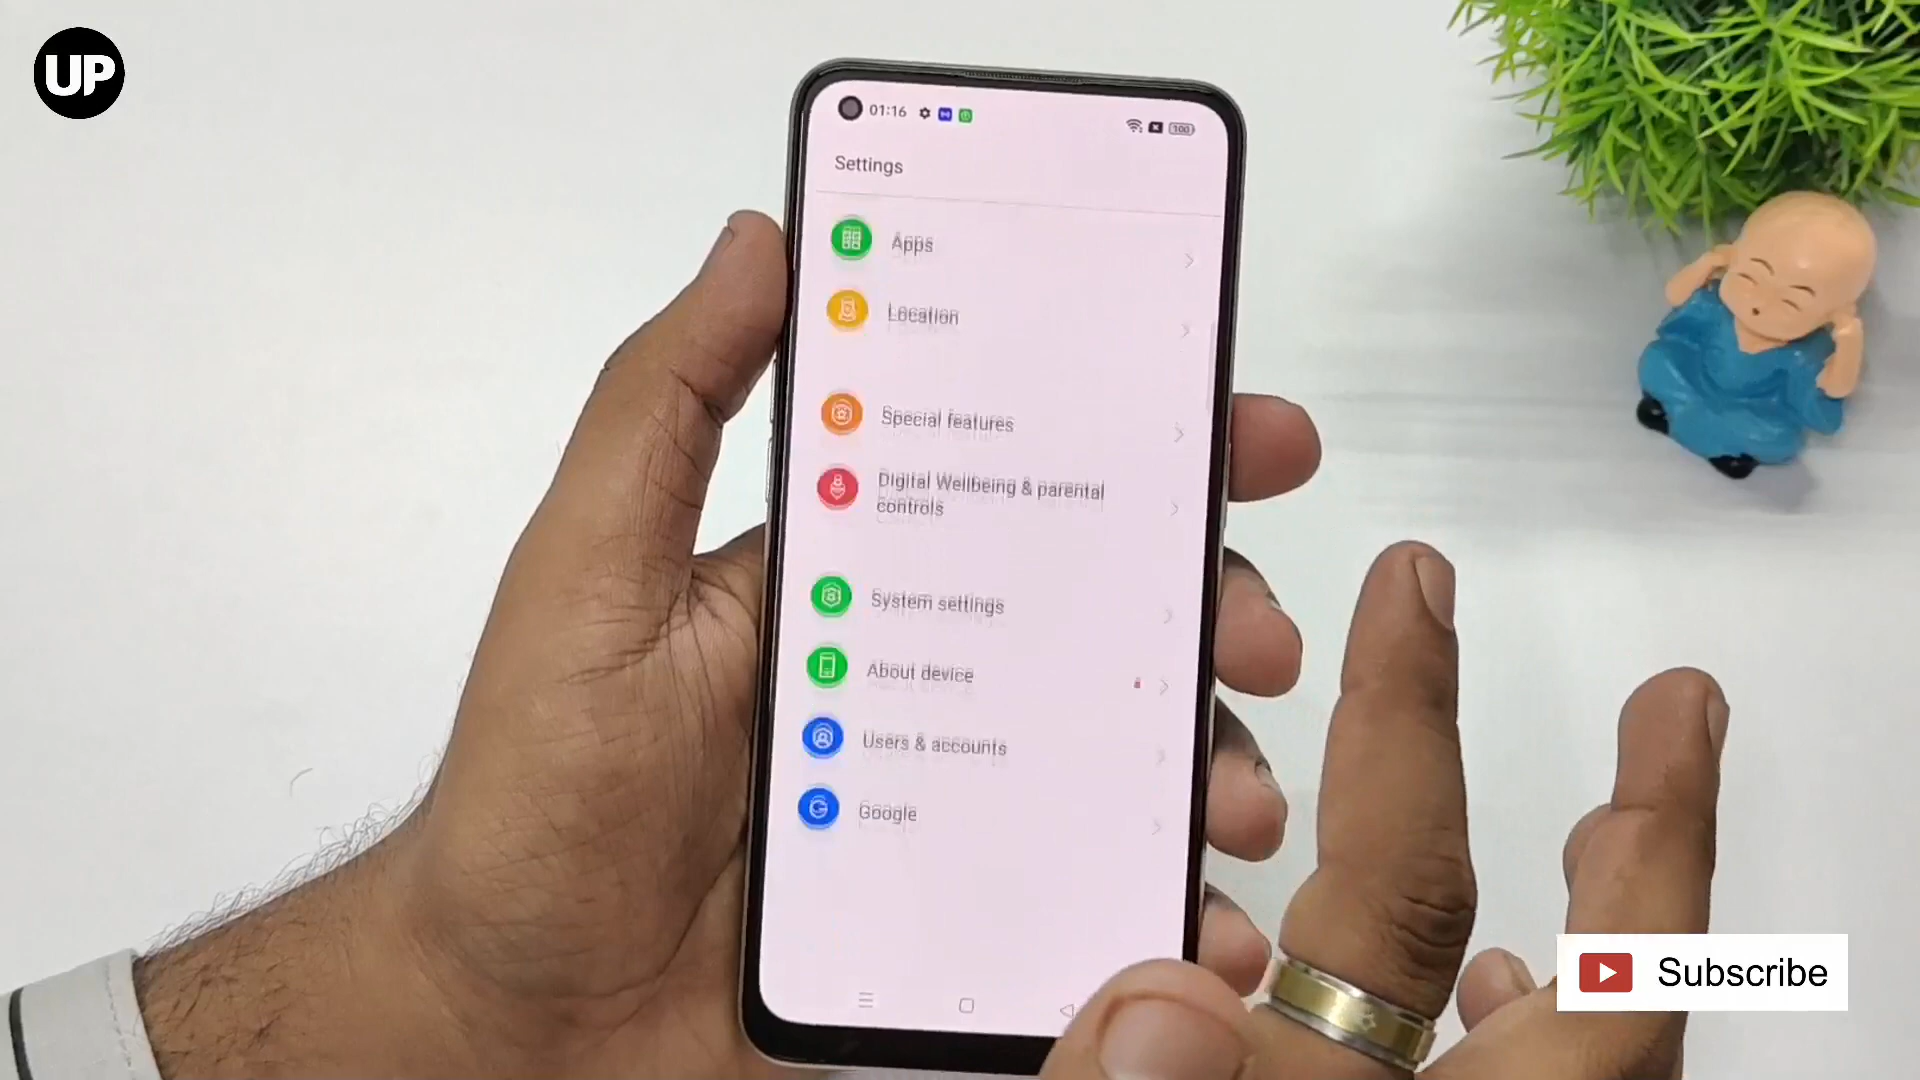 UP
01:16
100
Settings
Apps
Location
Special features
Digital Wellbeing & parental
controls
System settings
About device
Users & accounts
Google
Subscribe